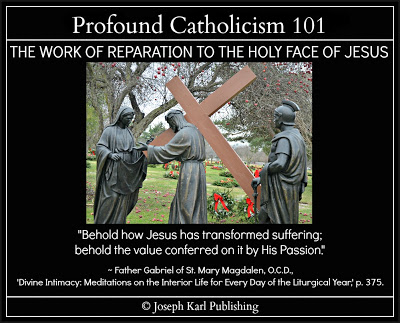 Profound Catholicism 101
THE WORK OF REPARATION TO THE HOLY FACE OF JESUS
"Behold how Jesus has transformed suffering;
behold the value conferred on it by His Passion."
~ Father Gabriel of St. Mary Magdalen, O.C.D.,
'Divine Intimacy: Meditations on the Interior Life for Every Day of the Liturgical Year,' p. 375.
© Joseph Karl Publishing